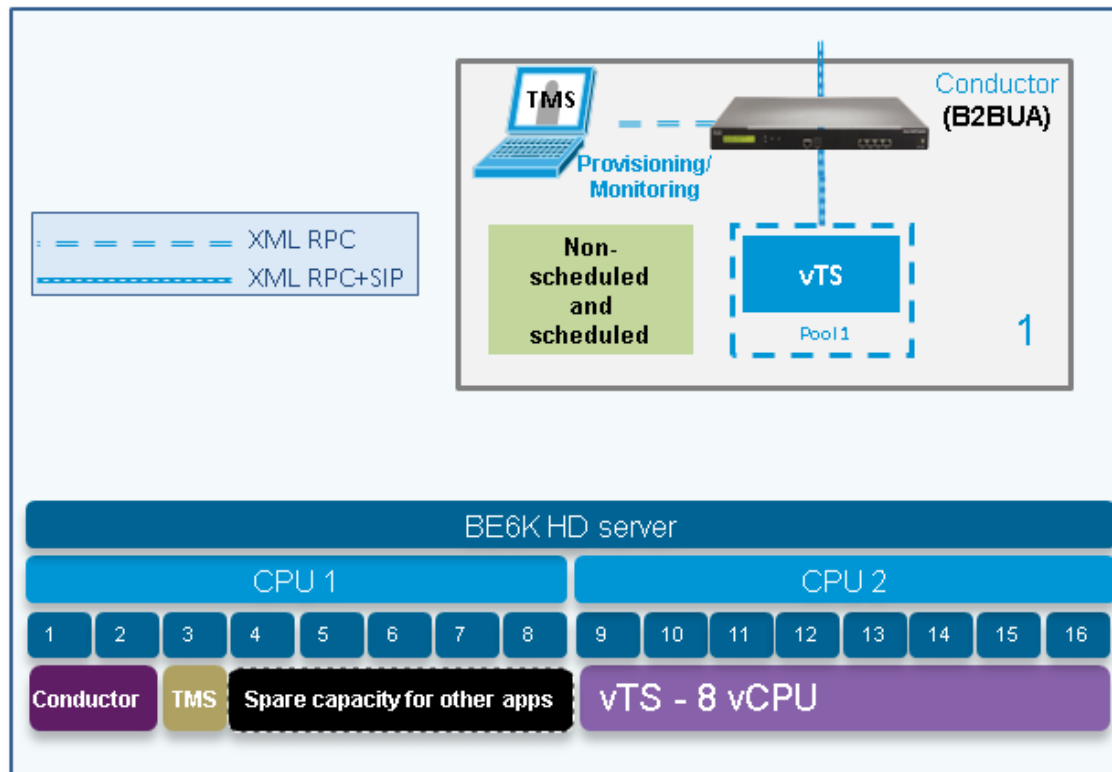 TMS
Conductor
(B2BUA)
Provisioning/
Monitoring
XML RPC
XML RPC+SIP
Non-
scheduled
and
scheduled
vTS
Pool 1
1
BE6K HD server
CPU 1
CPU 2
1 2 3 4 5 6 7 8 9 10 11 12 13 14 15 16
Conductor
TMS
Spare capacity for other apps
vTS - 8 vCPU